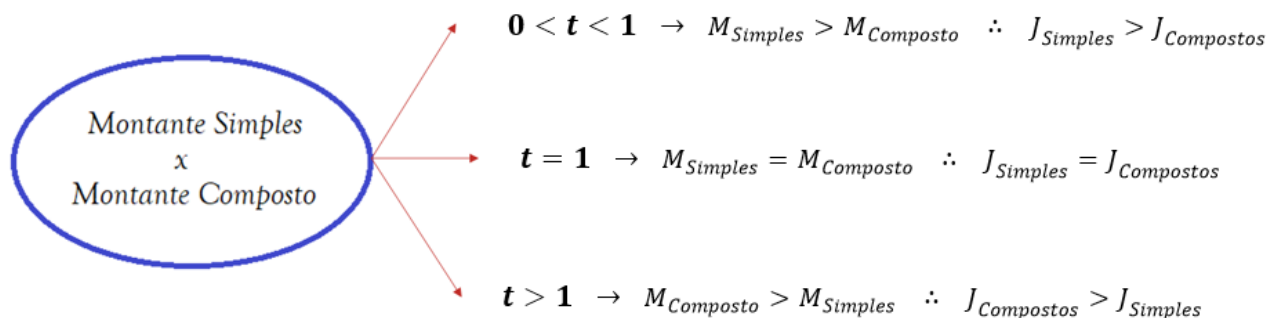 Montante Simples
x
Montante Composto
0 < t < 1 → M_Simples > M_Composto ∴ J_Simples > J_Compostos
t = 1 → M_Simples = M_Composto ∴ J_Simples = J_Compostos
t > 1 → M_Composto > M_Simples ∴ J_Compostos > J_Simples